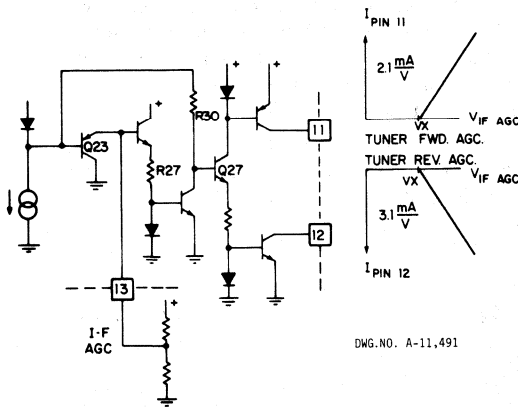 I PIN 11
2.1 mA/V
V IF AGC
VX
TUNER FWD. AGC.
TUNER REV. AGC.
V IF AGC
VX
3.1 mA/V
I PIN 12
+
+
+
+
R30
Q23
R27
Q27
11
12
13
+
I-F
AGC
DWG.NO. A-11,491